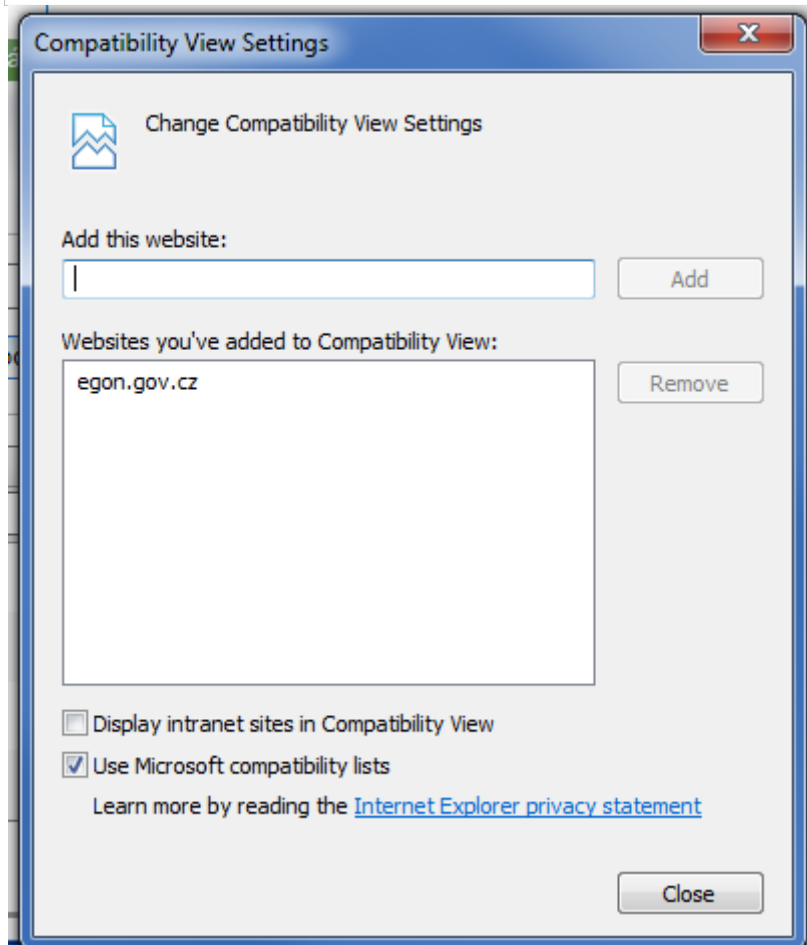 Compatibility View Settings
Change Compatibility View Settings
Add this website:
Add
Websites you've added to Compatibility View:
egon.gov.cz
Remove
Display intranet sites in Compatibility View
Use Microsoft compatibility lists
Learn more by reading the Internet Explorer privacy statement
Close